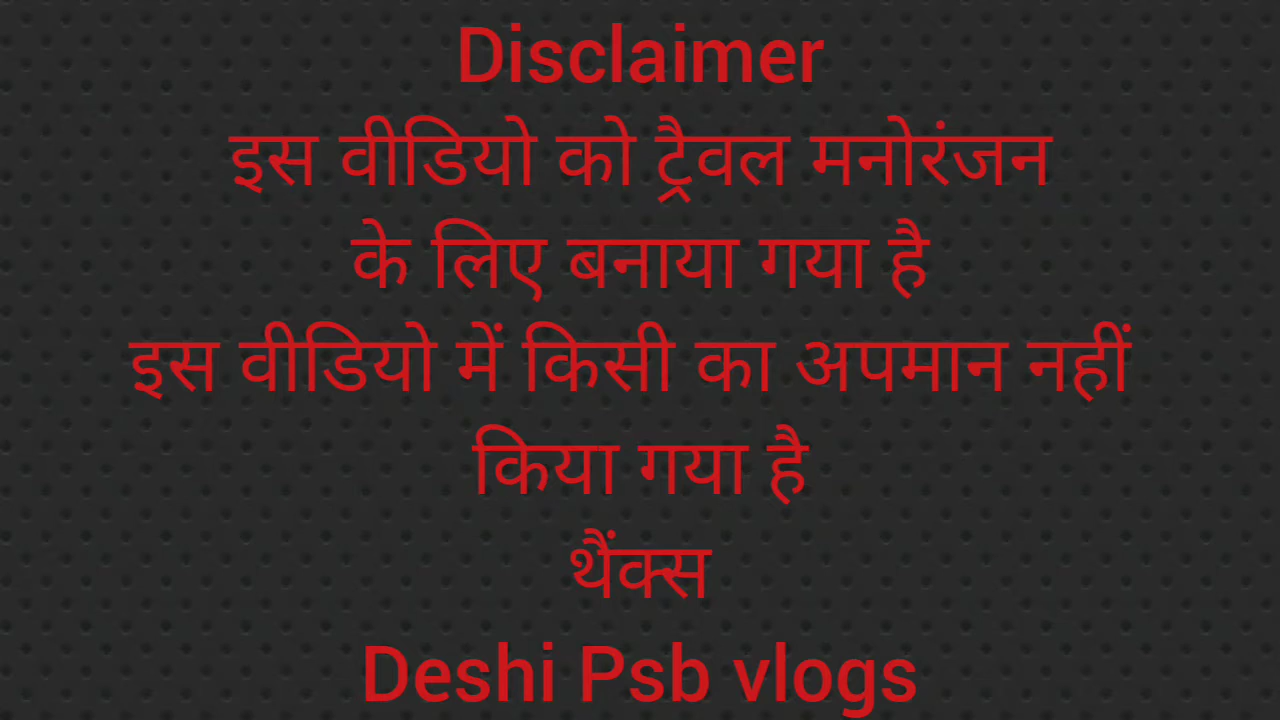 Disclaimer
इस वीडियो को ट्रैवल मनोरंजन
के लिए बनाया गया है
इस वीडियो में किसी का अपमान नहीं
किया गया है
थैंक्स
Deshi Psb vlogs